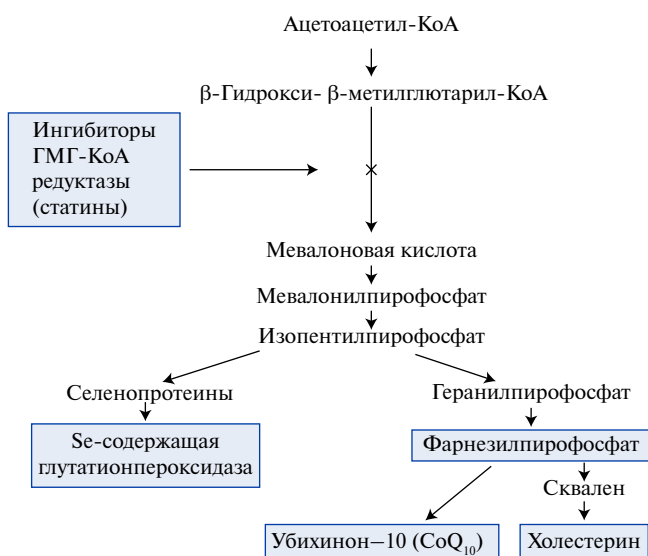 Ацетоацетил-КоА
β-Гидрокси- β-метилглютарил-КоА
Ингибиторы
ГМГ-КоА
редуктазы
(статины)
Мевалоновая кислота
Мевалонилпирофосфат
Изопентилпирофосфат
Селенопротеины
Геранилпирофосфат
Se-содержащая
глутатионпероксидаза
Фарнезилпирофосфат
Сквален
Убихинон–10 (CoQ₁₀)
Холестерин